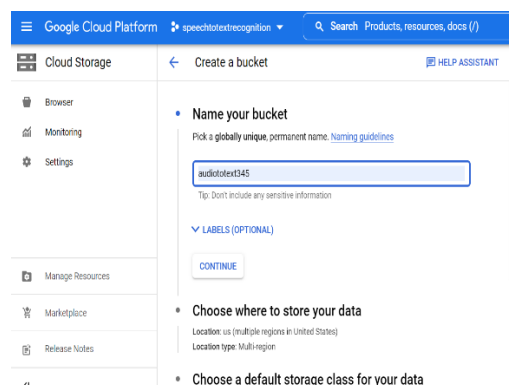 Google Cloud Platform
speechtotextrecognition
Search Products, resources, docs (/)
Cloud Storage
Create a bucket
HELP ASSISTANT
Browser
Monitoring
Settings
Name your bucket
Pick a globally unique, permanent name. Naming guidelines
audiototext345
Tip: Don't include any sensitive information
LABELS (OPTIONAL)
CONTINUE
Manage Resources
Marketplace
Release Notes
Choose where to store your data
Location: us (multiple regions in United States)
Location type: Multi-region
Choose a default storage class for your data